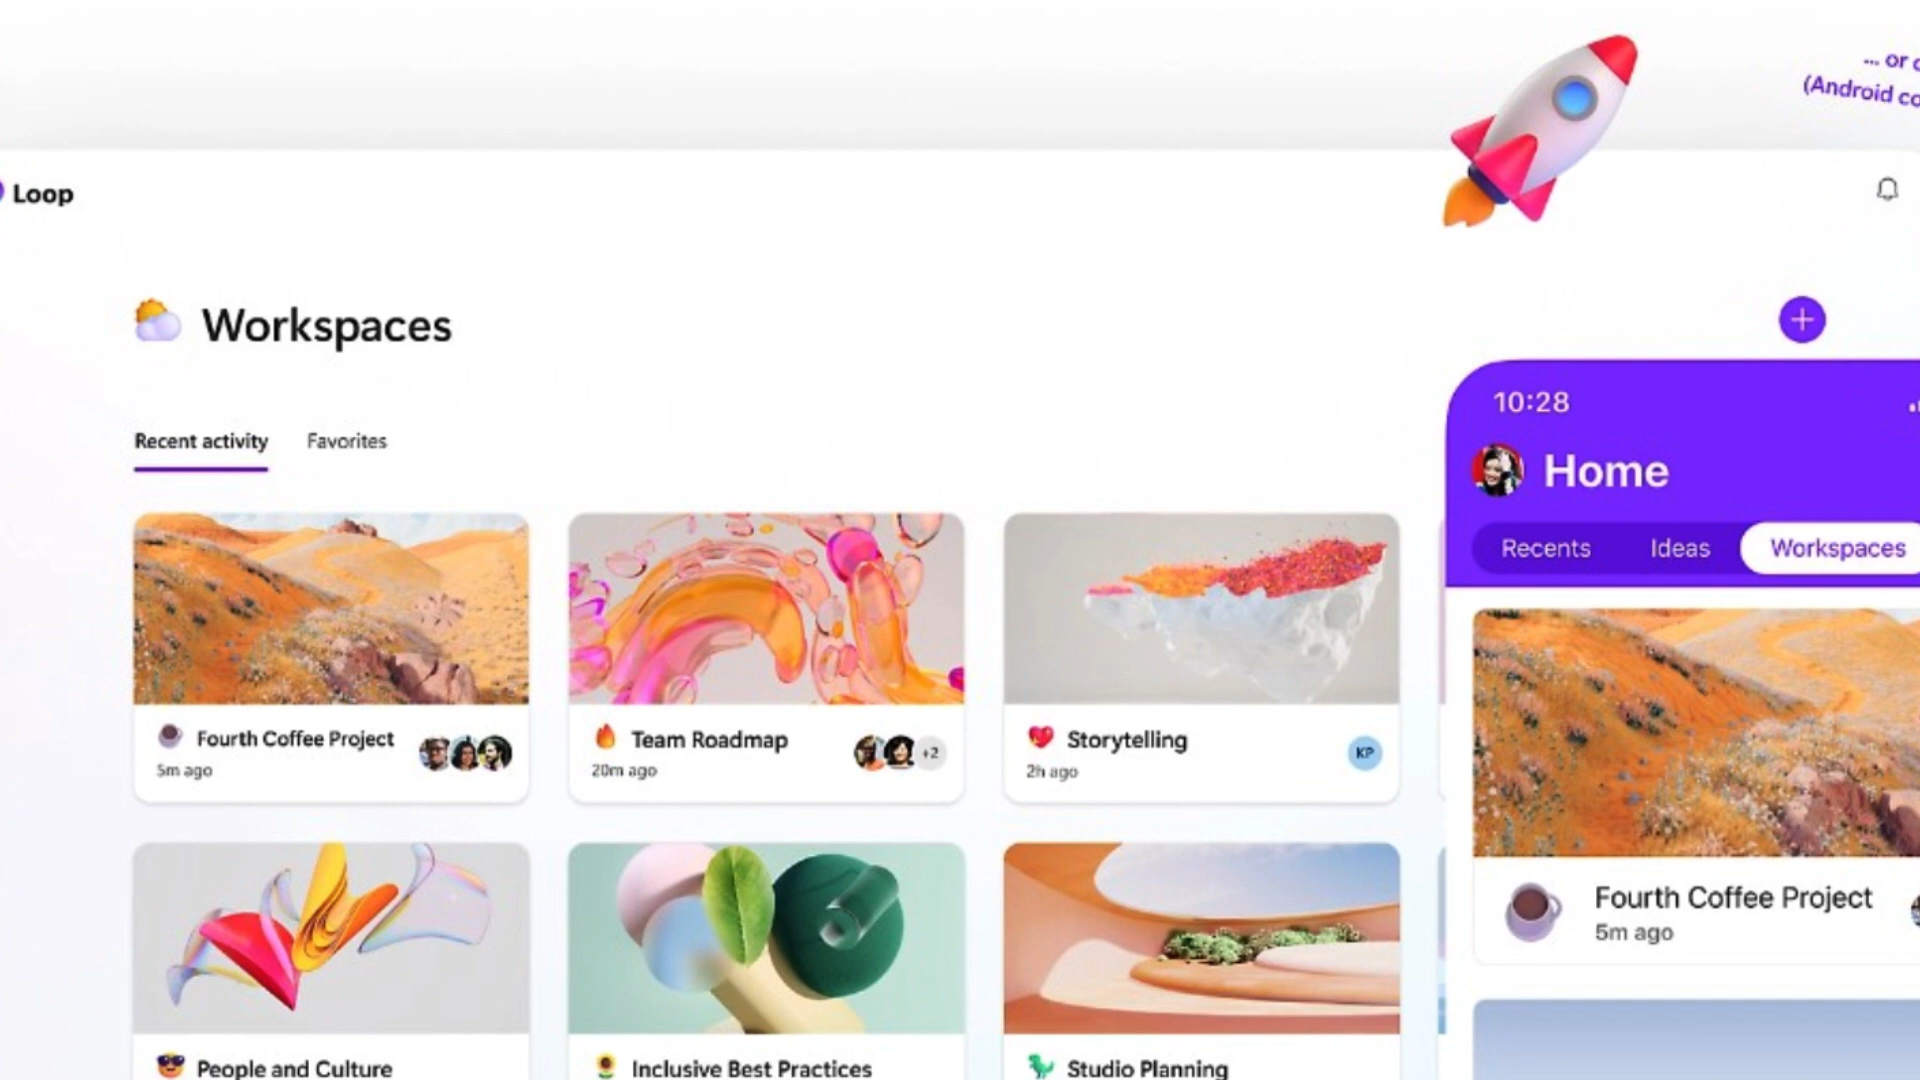 ... or
(Android
Loop
Workspaces
Recent activity
Favorites
10:28
Home
Recents
Ideas
Workspaces
Fourth Coffee Project
5m ago
Team Roadmap
20m ago
+2
Storytelling
2h ago
KP
Fourth Coffee Project
5m ago
People and Culture
Inclusive Best Practices
Studio Planning